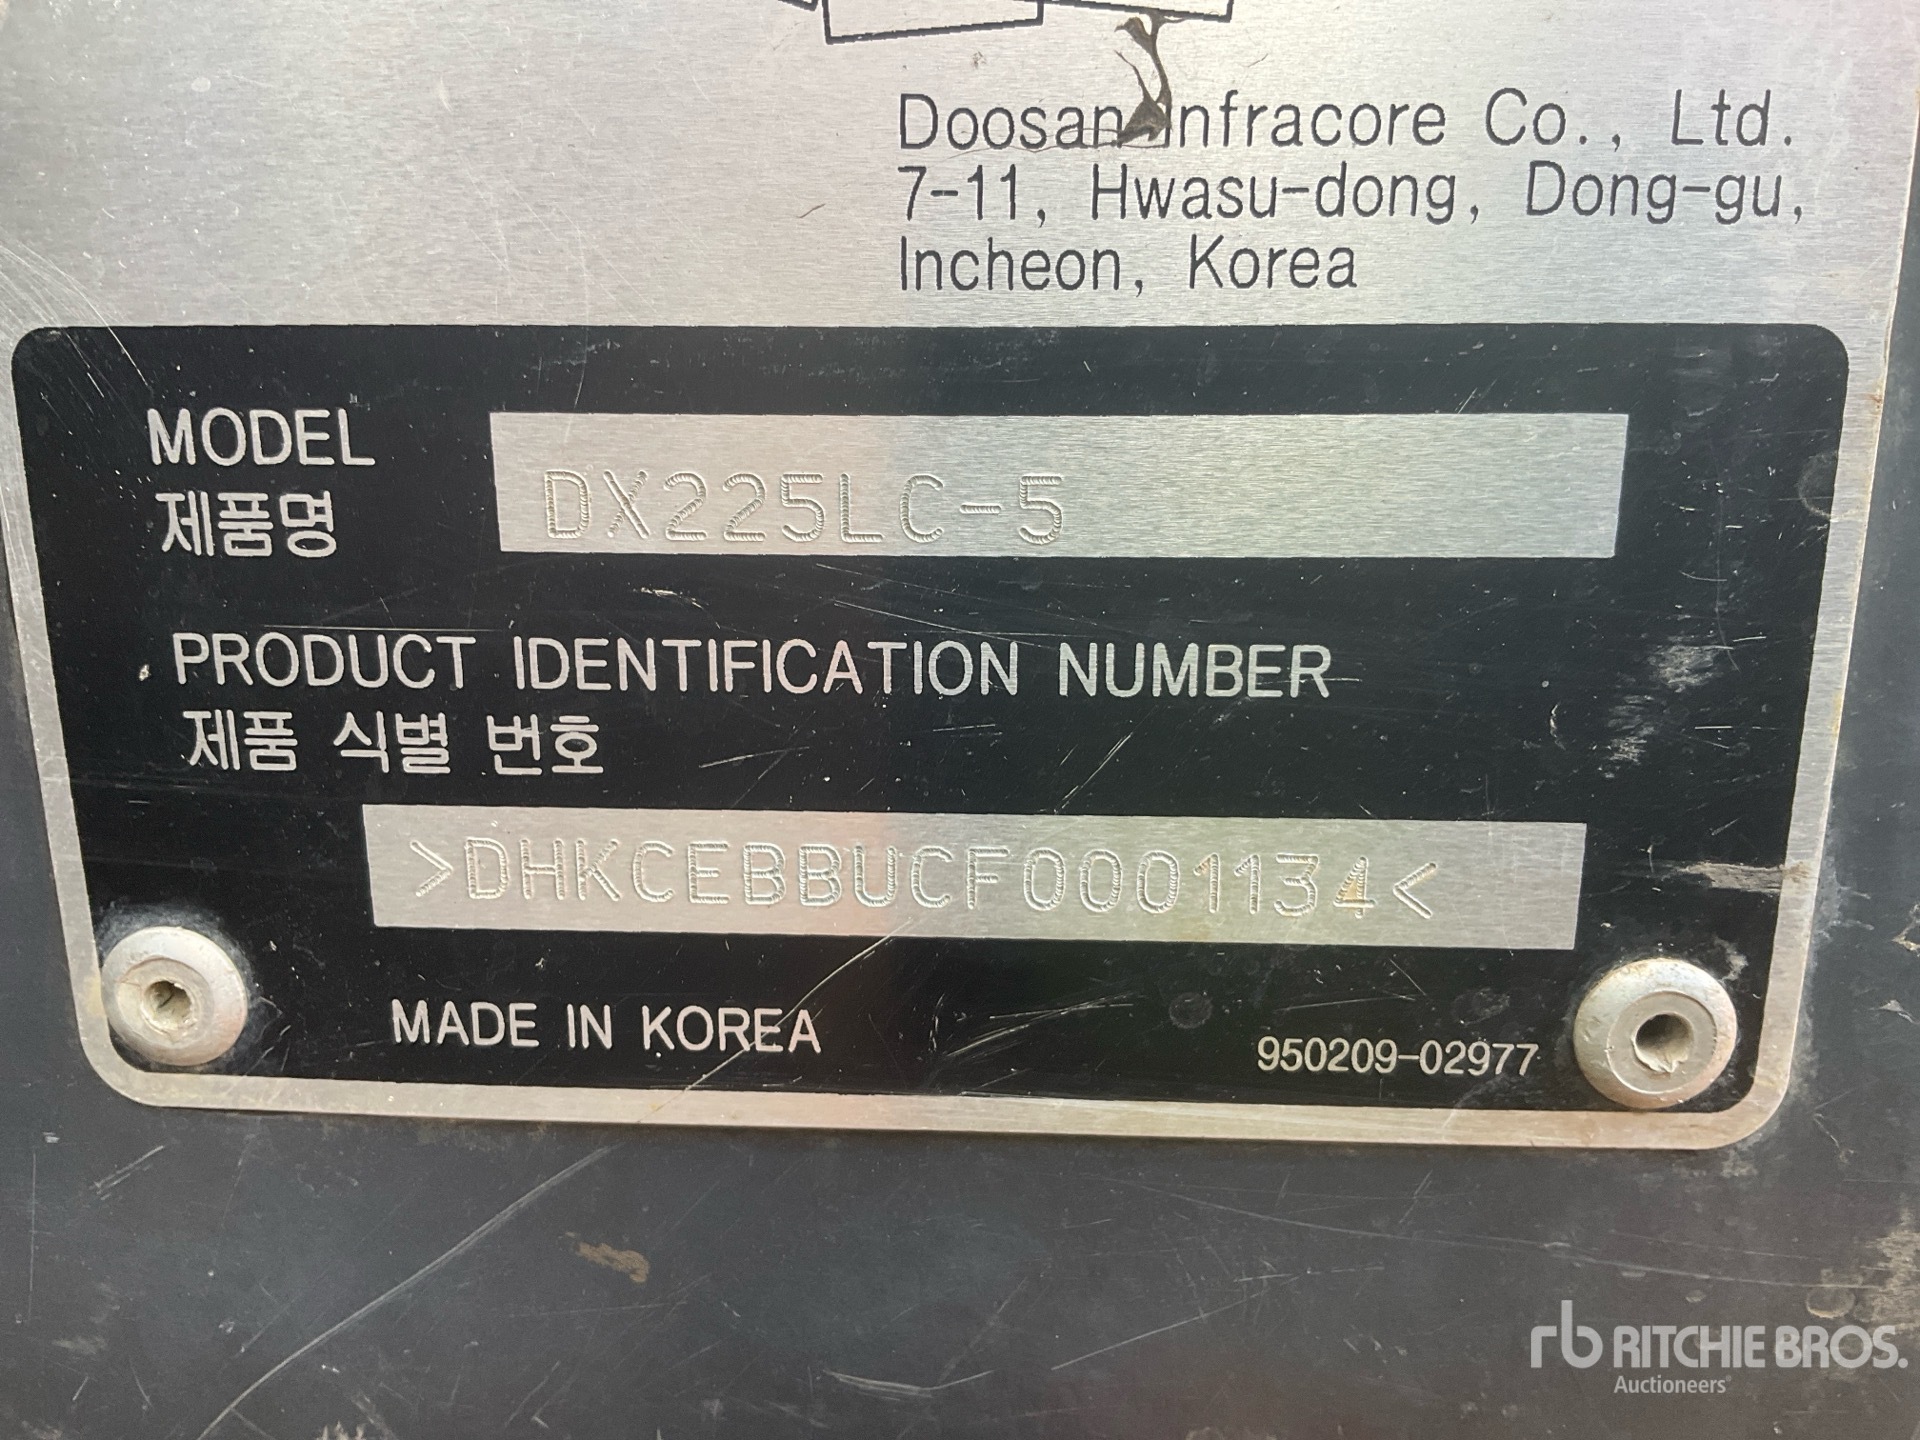 Doosan Infracore Co., Ltd.
7-11, Hwasu-dong, Dong-gu,
Incheon, Korea
MODEL
제품명
DX225LC-5
PRODUCT IDENTIFICATION NUMBER
제품 식별 번호
>DHKCEBBUCF0001134<
MADE IN KOREA
950209-02977
rb RITCHIE BROS.
Auctioneers